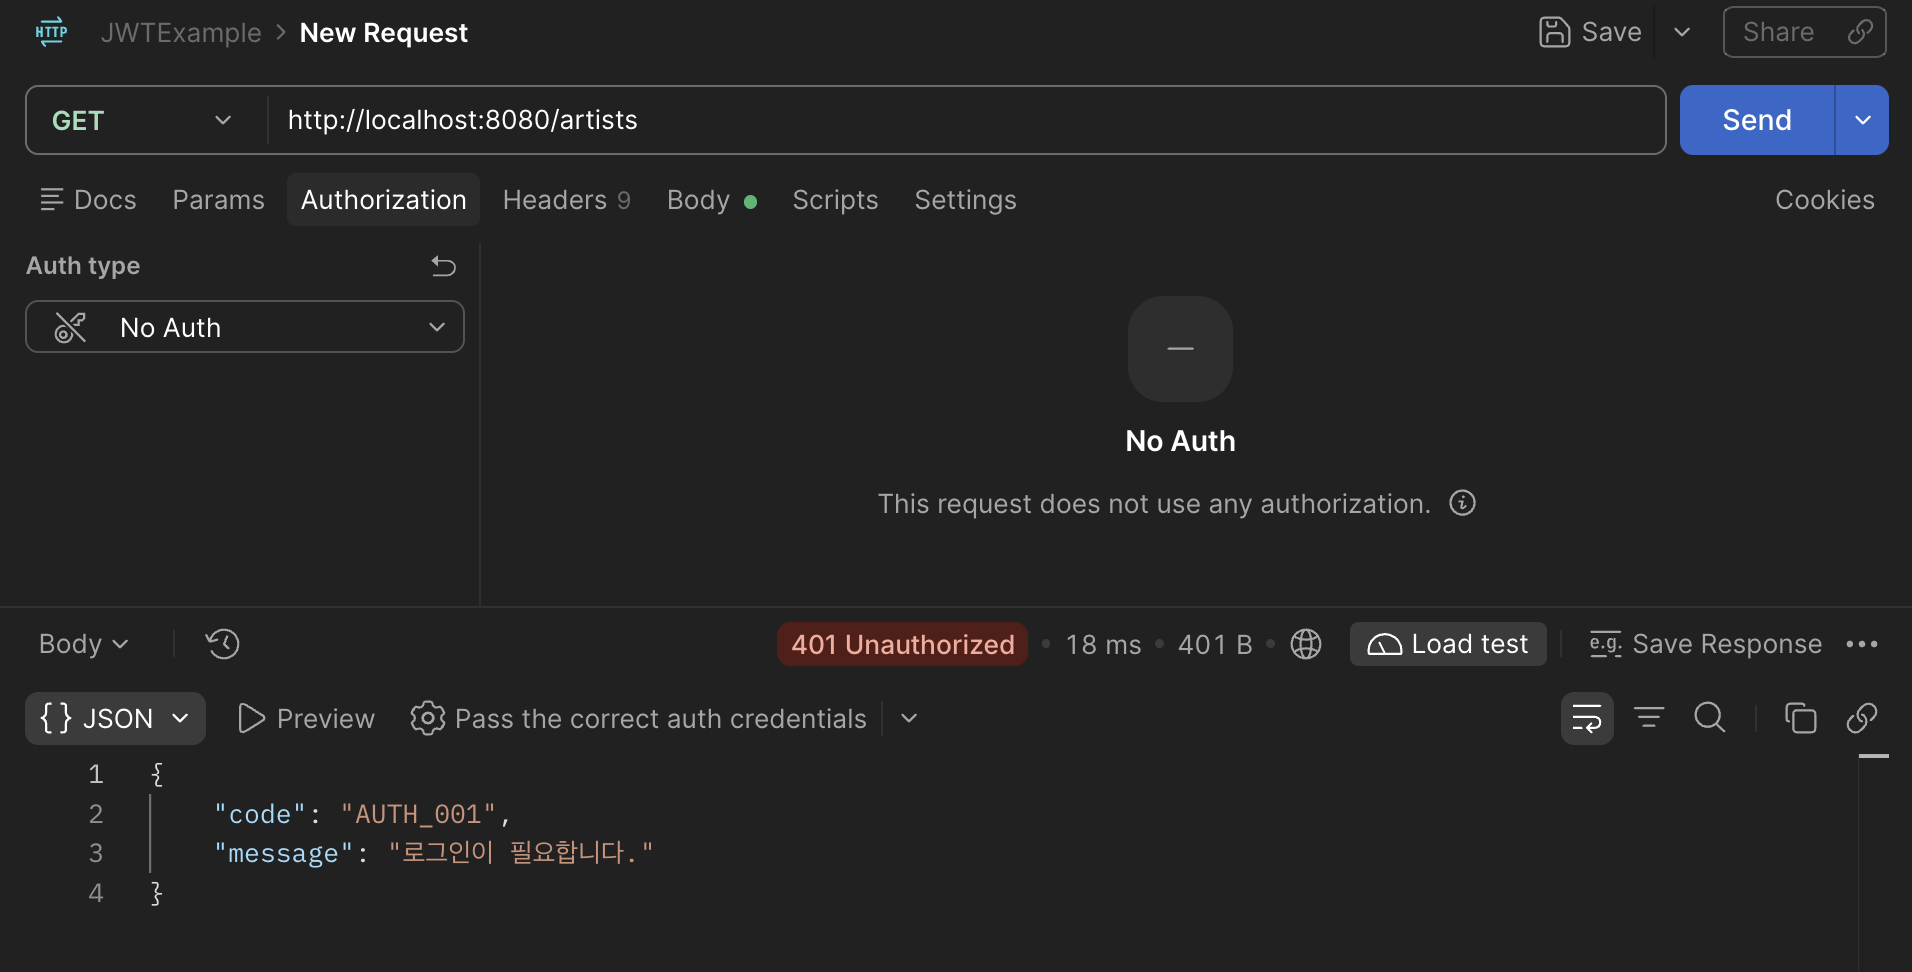 HTTP JWTExample > New Request Save Share
GET http://localhost:8080/artists Send
Docs Params Authorization Headers 9 Body Scripts Settings Cookies
Auth type
No Auth
No Auth
This request does not use any authorization.
Body 401 Unauthorized • 18 ms • 401 B • Load test e.g. Save Response
{ } JSON Preview Pass the correct auth credentials
1 {
2 "code": "AUTH_001",
3 "message": "로그인이 필요합니다."
4 }